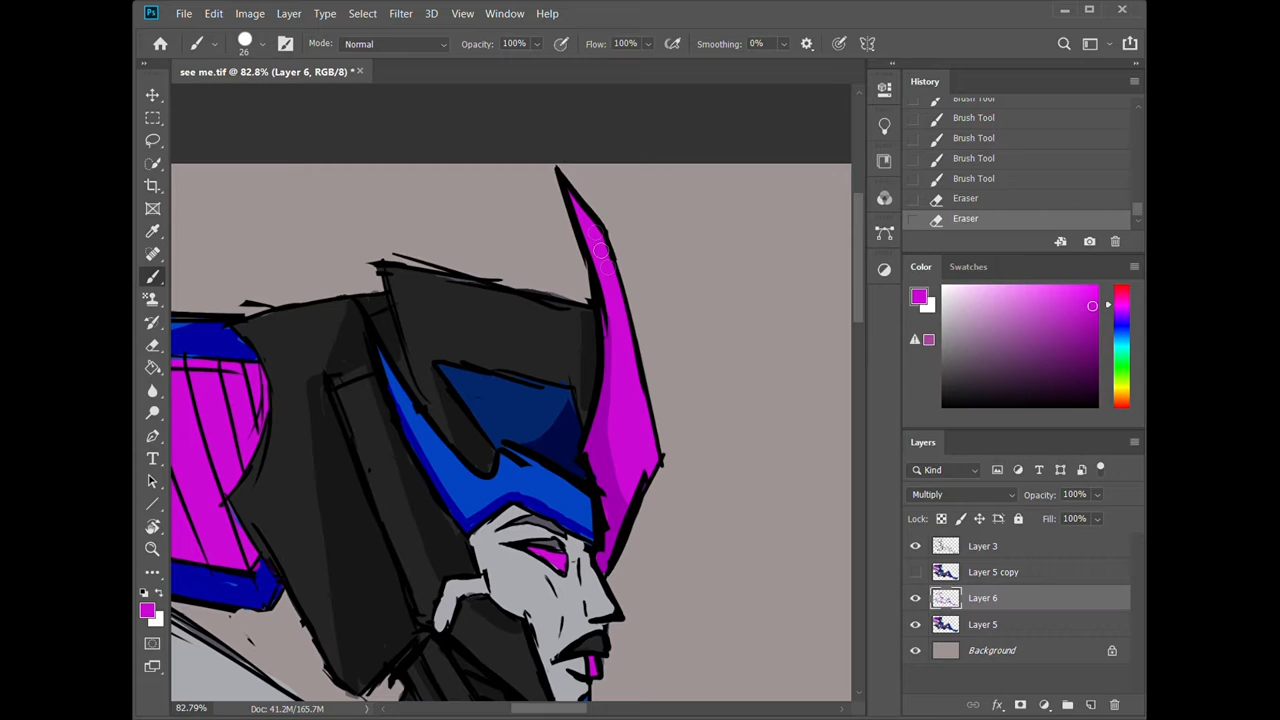 Ps File Edit Image Layer Type Select Filter 3D View Window Help
26 Mode: Normal Opacity: 100% Flow: 100% Smoothing: 0%
see me.tif @ 82.8% (Layer 6, RGB/8) *
History
Brush Tool
Brush Tool
Brush Tool
Brush Tool
Brush Tool
Eraser
Eraser
Color Swatches
Layers
Kind
Multiply Opacity: 100%
Lock: Fill: 100%
Layer 3
Layer 5 copy
Layer 6
Layer 5
Background
82.79% Doc: 41.2M/165.7M